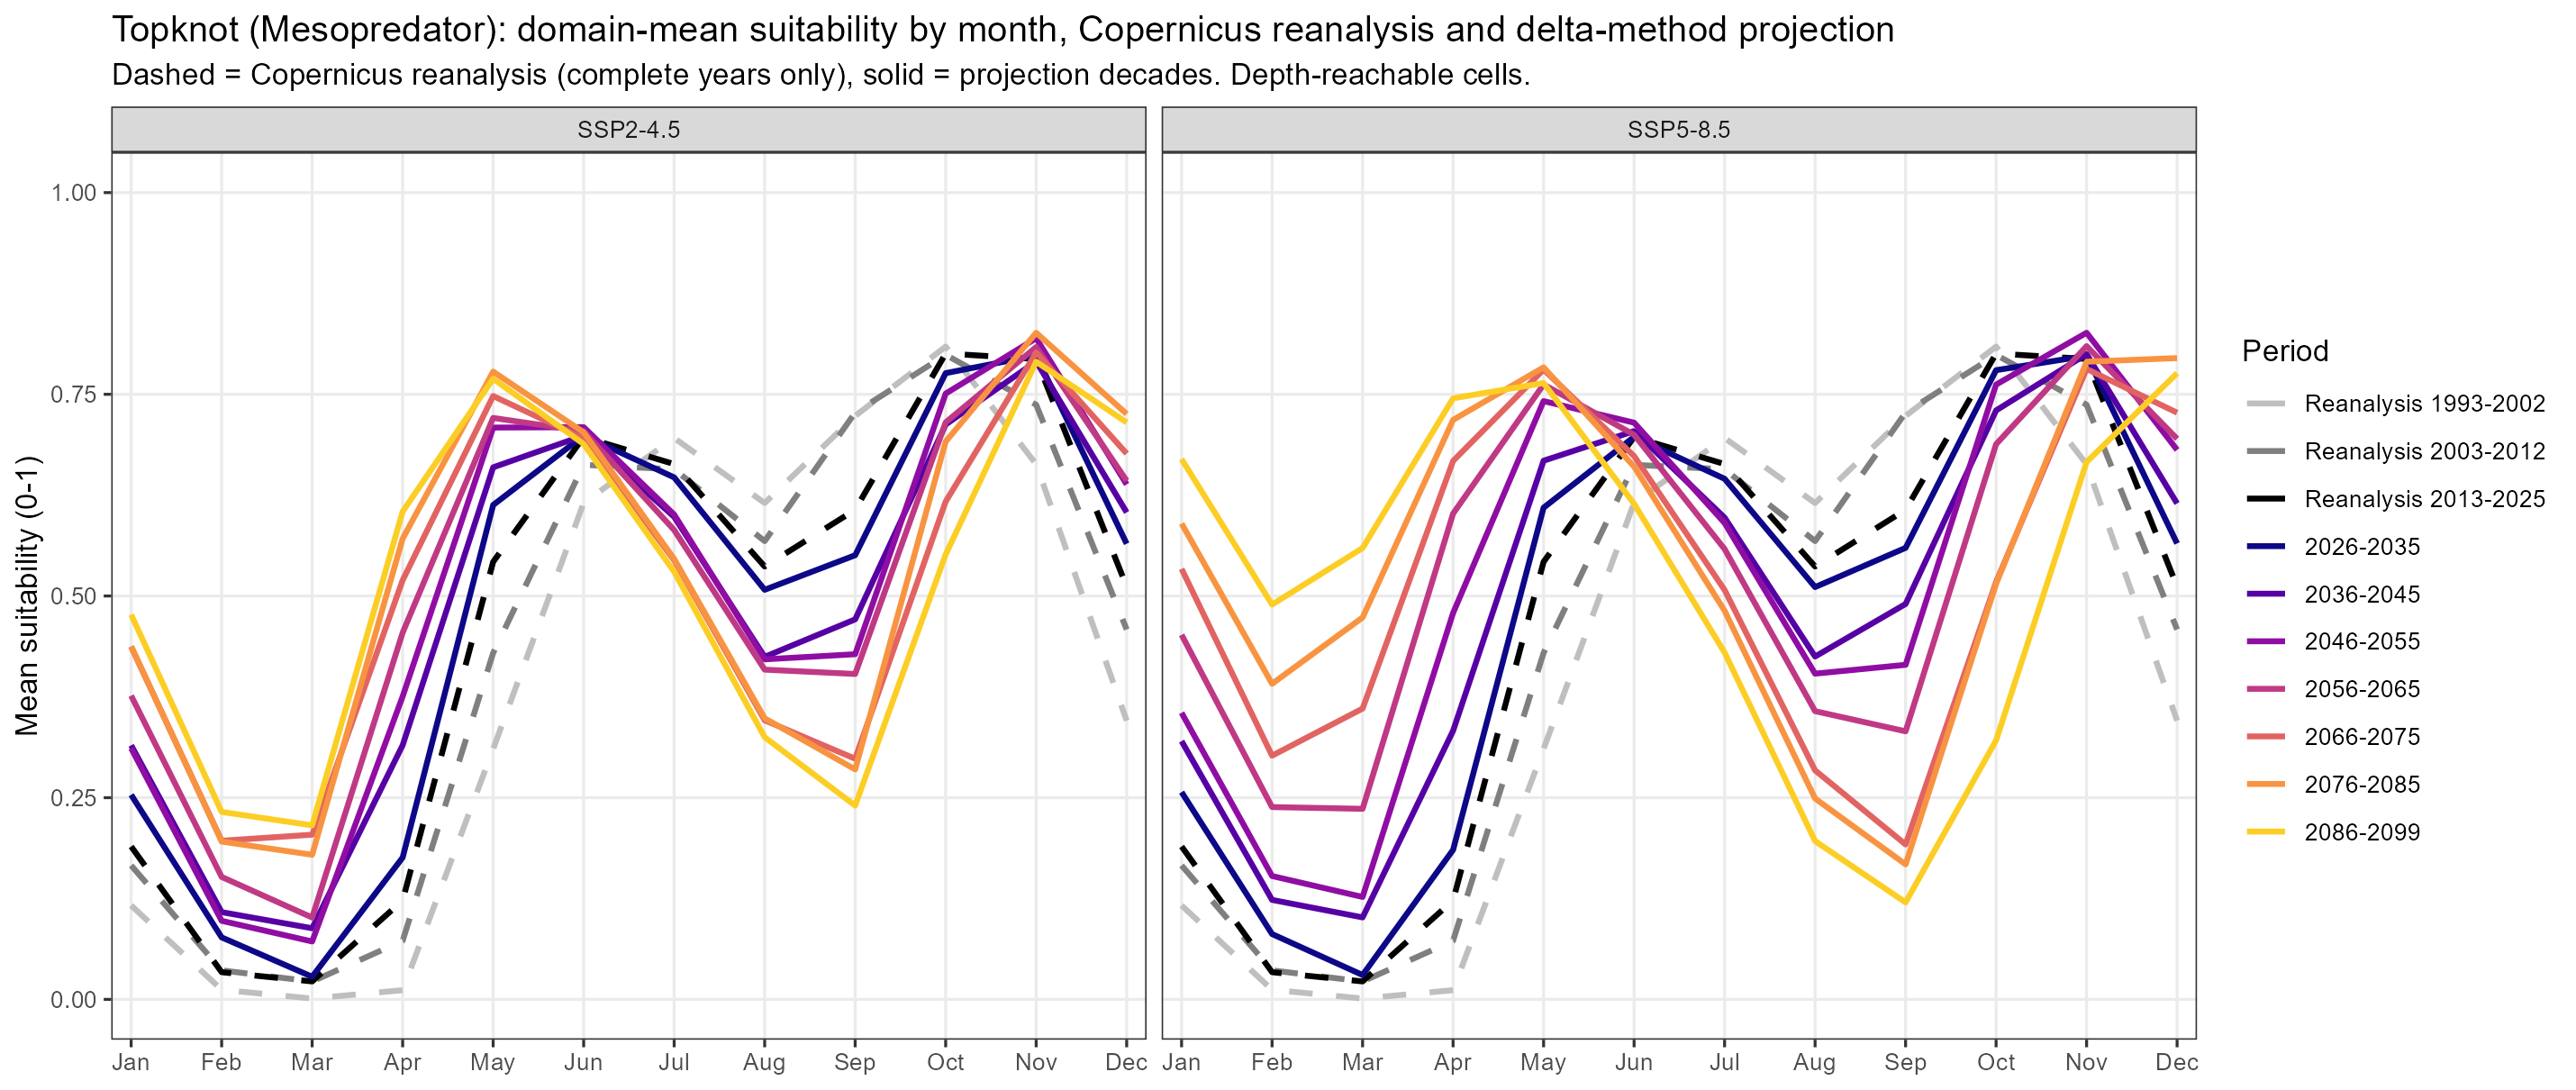 Topknot (Mesopredator): domain-mean suitability by month, Copernicus reanalysis and delta-method projection
Dashed = Copernicus reanalysis (complete years only), solid = projection decades. Depth-reachable cells.
SSP2-4.5
SSP5-8.5
Mean suitability (0-1)
1.00
0.75
0.50
0.25
0.00
Jan Feb Mar Apr May Jun Jul Aug Sep Oct Nov Dec
Jan Feb Mar Apr May Jun Jul Aug Sep Oct Nov Dec
Period
Reanalysis 1993-2002
Reanalysis 2003-2012
Reanalysis 2013-2025
2026-2035
2036-2045
2046-2055
2056-2065
2066-2075
2076-2085
2086-2099